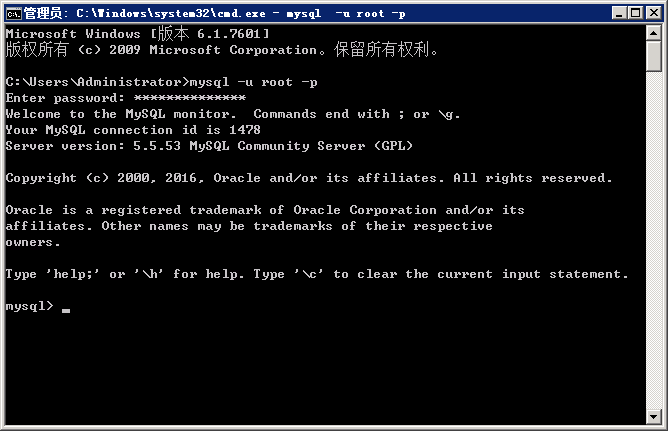 管理员: C:\Windows\system32\cmd.exe - mysql  -u root -p
Microsoft Windows [版本 6.1.7601]
版权所有 (c) 2009 Microsoft Corporation。保留所有权利。
C:\Users\Administrator>mysql -u root -p
Enter password: **************
Welcome to the MySQL monitor.  Commands end with ; or \g.
Your MySQL connection id is 1478
Server version: 5.5.53 MySQL Community Server (GPL)
Copyright (c) 2000, 2016, Oracle and/or its affiliates. All rights reserved.
Oracle is a registered trademark of Oracle Corporation and/or its
affiliates. Other names may be trademarks of their respective
owners.
Type 'help;' or '\h' for help. Type '\c' to clear the current input statement.
mysql> _